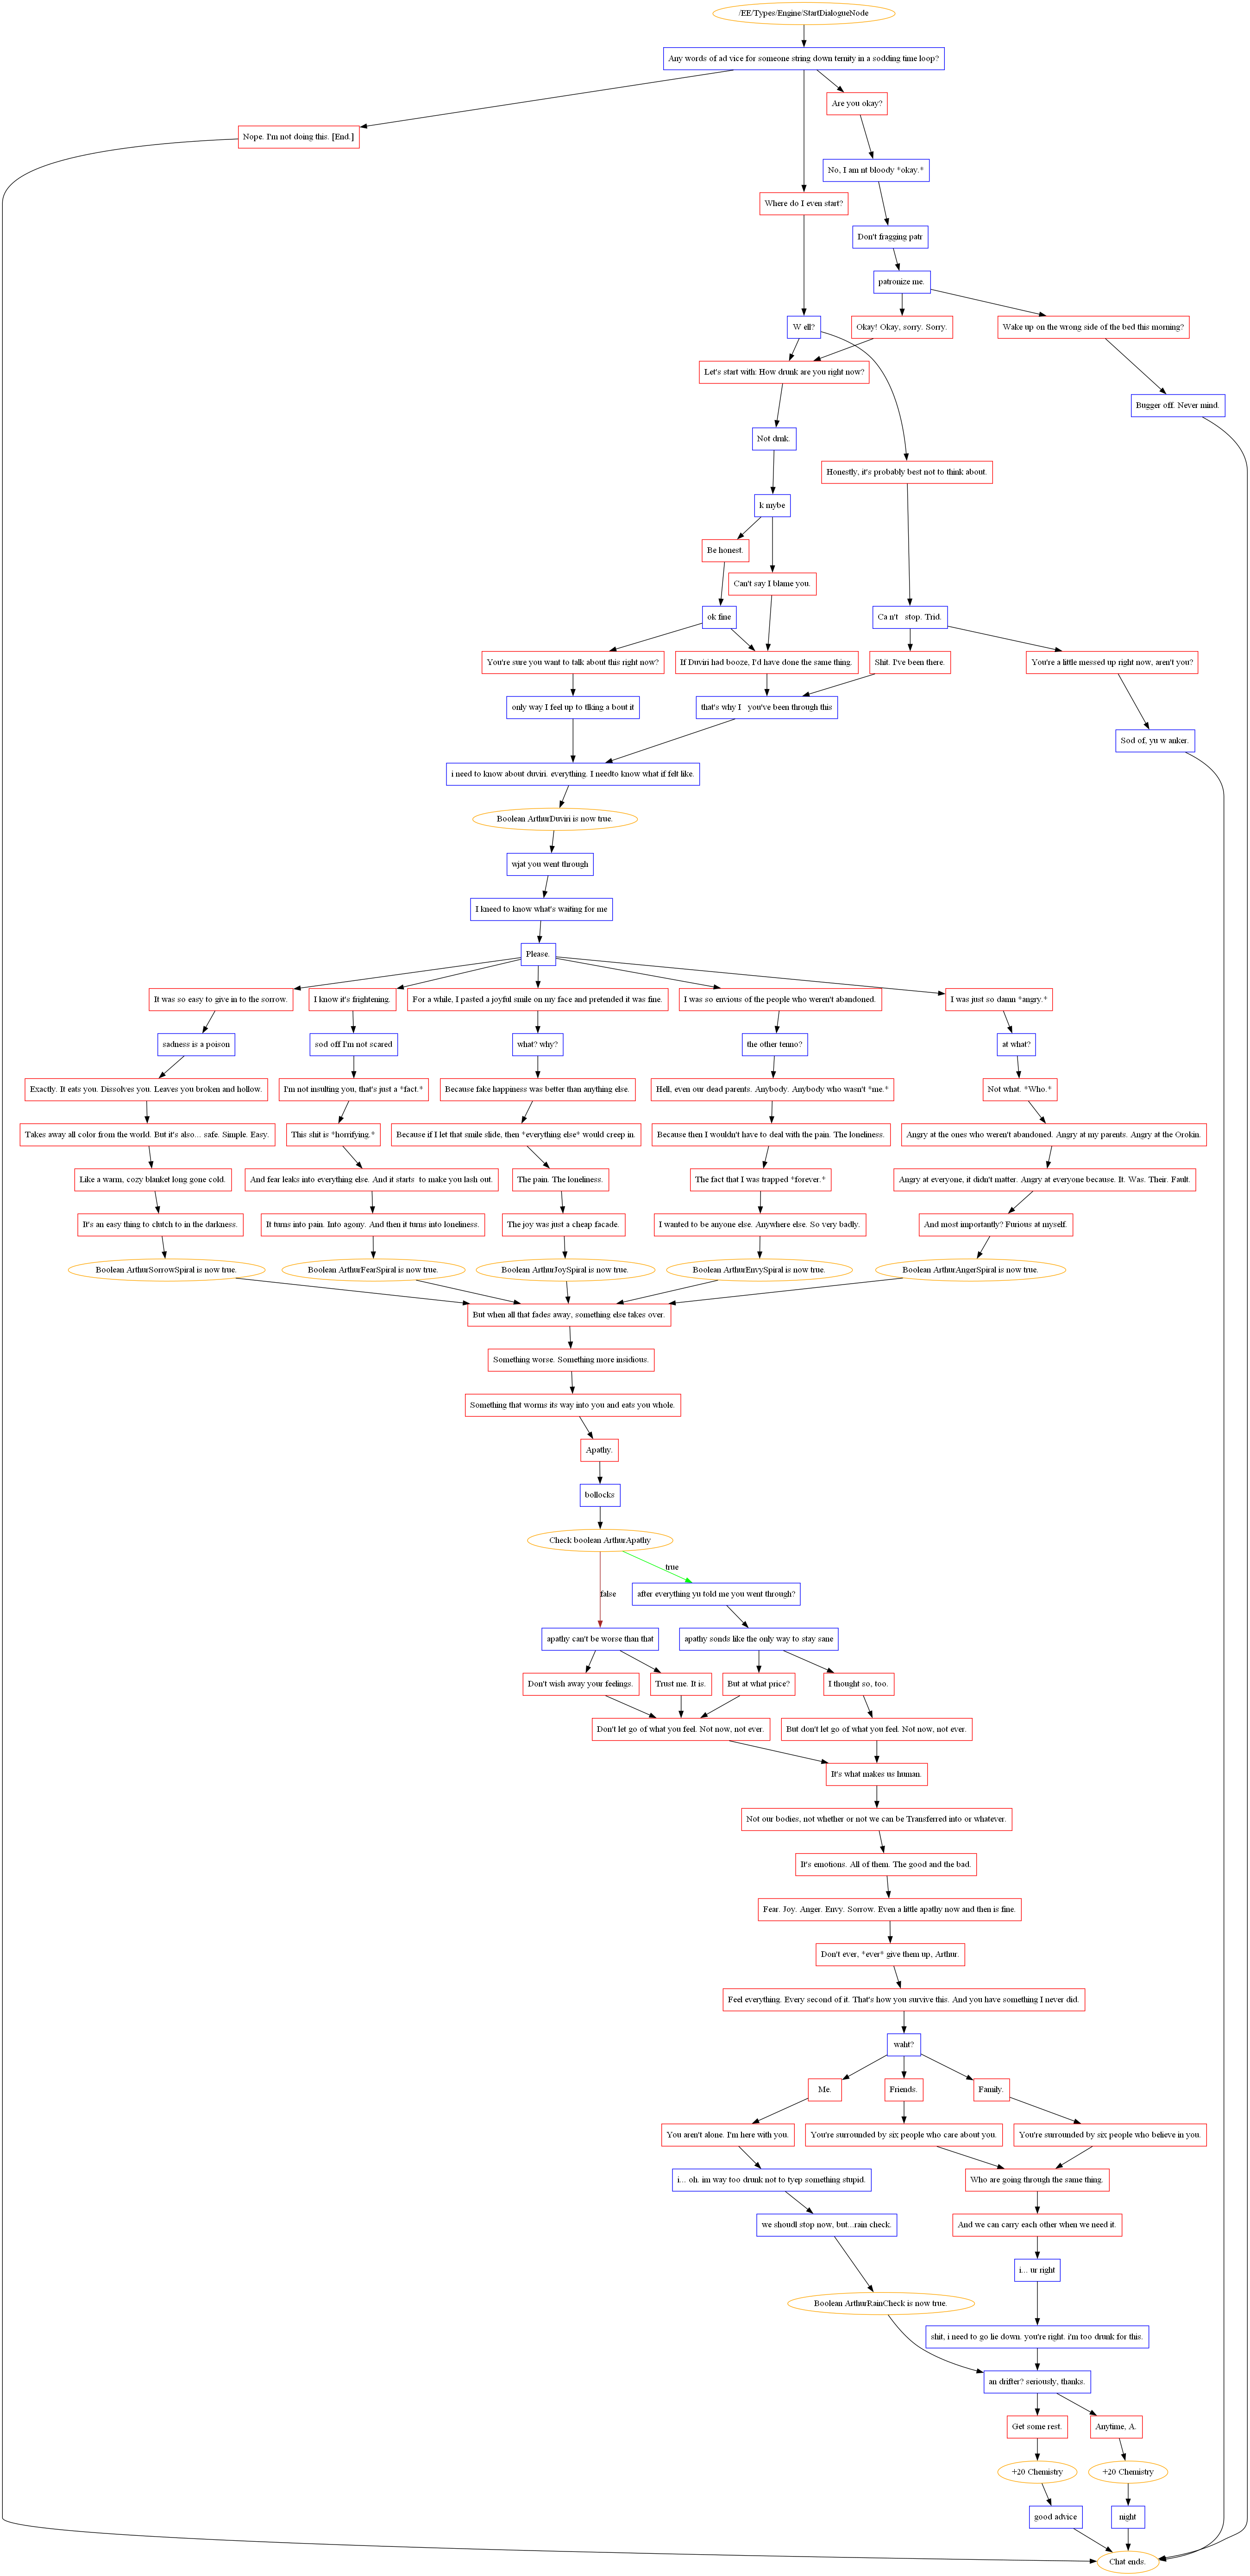 /EE/Types/Engine/StartDialogueNode
Any words of ad vice for someone string down ternity in a sodding time loop?
Are you okay?
Nope. I'm not doing this. [End.]
No, I am nt bloody *okay.*
Where do I even start?
Don't fragging patr
patronize me.
W ell?
Okay! Okay, sorry. Sorry.
Wake up on the wrong side of the bed this morning?
Let's start with: How drunk are you right now?
Bugger off. Never mind.
Not drnk.
Honestly, it's probably best not to think about.
k mybe
Be honest.
Can't say I blame you.
ok fine
Ca n't   stop. Trid.
You're sure you want to talk about this right now?
If Duviri had booze, I'd have done the same thing.
Shit. I've been there.
You're a little messed up right now, aren't you?
only way I feel up to tlking a bout it
that's why I   you've been through this
Sod of, yu w anker.
i need to know about duviri. everything. I needto know what if felt like.
Boolean ArthurDuviri is now true.
wjat you went through
I kneed to know what's waiting for me
Please.
It was so easy to give in to the sorrow.
I know it's frightening.
For a while, I pasted a joyful smile on my face and pretended it was fine.
I was so envious of the people who weren't abandoned.
I was just so damn *angry.*
sadness is a poison
sod off I'm not scared
what? why?
the other tenno?
at what?
Exactly. It eats you. Dissolves you. Leaves you broken and hollow.
I'm not insulting you, that's just a *fact.*
Because fake happiness was better than anything else.
Hell, even our dead parents. Anybody. Anybody who wasn't *me.*
Not what. *Who.*
Takes away all color from the world. But it's also... safe. Simple. Easy.
This shit is *horrifying.*
Because if I let that smile slide, then *everything else* would creep in.
Because then I wouldn't have to deal with the pain. The loneliness.
Angry at the ones who weren't abandoned. Angry at my parents. Angry at the Orokin.
Like a warm, cozy blanket long gone cold.
And fear leaks into everything else. And it starts  to make you lash out.
The pain. The loneliness.
The fact that I was trapped *forever.*
Angry at everyone, it didn't matter. Angry at everyone because. It. Was. Their. Fault.
It's an easy thing to clutch to in the darkness.
It turns into pain. Into agony. And then it turns into loneliness.
The joy was just a cheap facade.
I wanted to be anyone else. Anywhere else. So very badly.
And most importantly? Furious at myself.
Boolean ArthurSorrowSpiral is now true.
Boolean ArthurFearSpiral is now true.
Boolean ArthurJoySpiral is now true.
Boolean ArthurEnvySpiral is now true.
Boolean ArthurAngerSpiral is now true.
But when all that fades away, something else takes over.
Something worse. Something more insidious.
Something that worms its way into you and eats you whole.
Apathy.
bollocks
Check boolean ArthurApathy
true
false
after everything yu told me you went through?
apathy can't be worse than that
apathy sonds like the only way to stay sane
Don't wish away your feelings.
Trust me. It is.
But at what price?
I thought so, too.
Don't let go of what you feel. Not now, not ever.
But don't let go of what you feel. Not now, not ever.
It's what makes us human.
Not our bodies, not whether or not we can be Transferred into or whatever.
It's emotions. All of them. The good and the bad.
Fear. Joy. Anger. Envy. Sorrow. Even a little apathy now and then is fine.
Don't ever, *ever* give them up, Arthur.
Feel everything. Every second of it. That's how you survive this. And you have something I never did.
waht?
Me.
Friends.
Family.
You aren't alone. I'm here with you.
You're surrounded by six people who care about you.
You're surrounded by six people who believe in you.
i... oh. im way too drunk not to tyep something stupid.
Who are going through the same thing.
we shoudl stop now, but...rain check.
And we can carry each other when we need it.
i... ur right
Boolean ArthurRainCheck is now true.
shit, i need to go lie down. you're right. i'm too drunk for this.
an drifter? seriously, thanks.
Get some rest.
Anytime, A.
+20 Chemistry
+20 Chemistry
good advice
night
Chat ends.